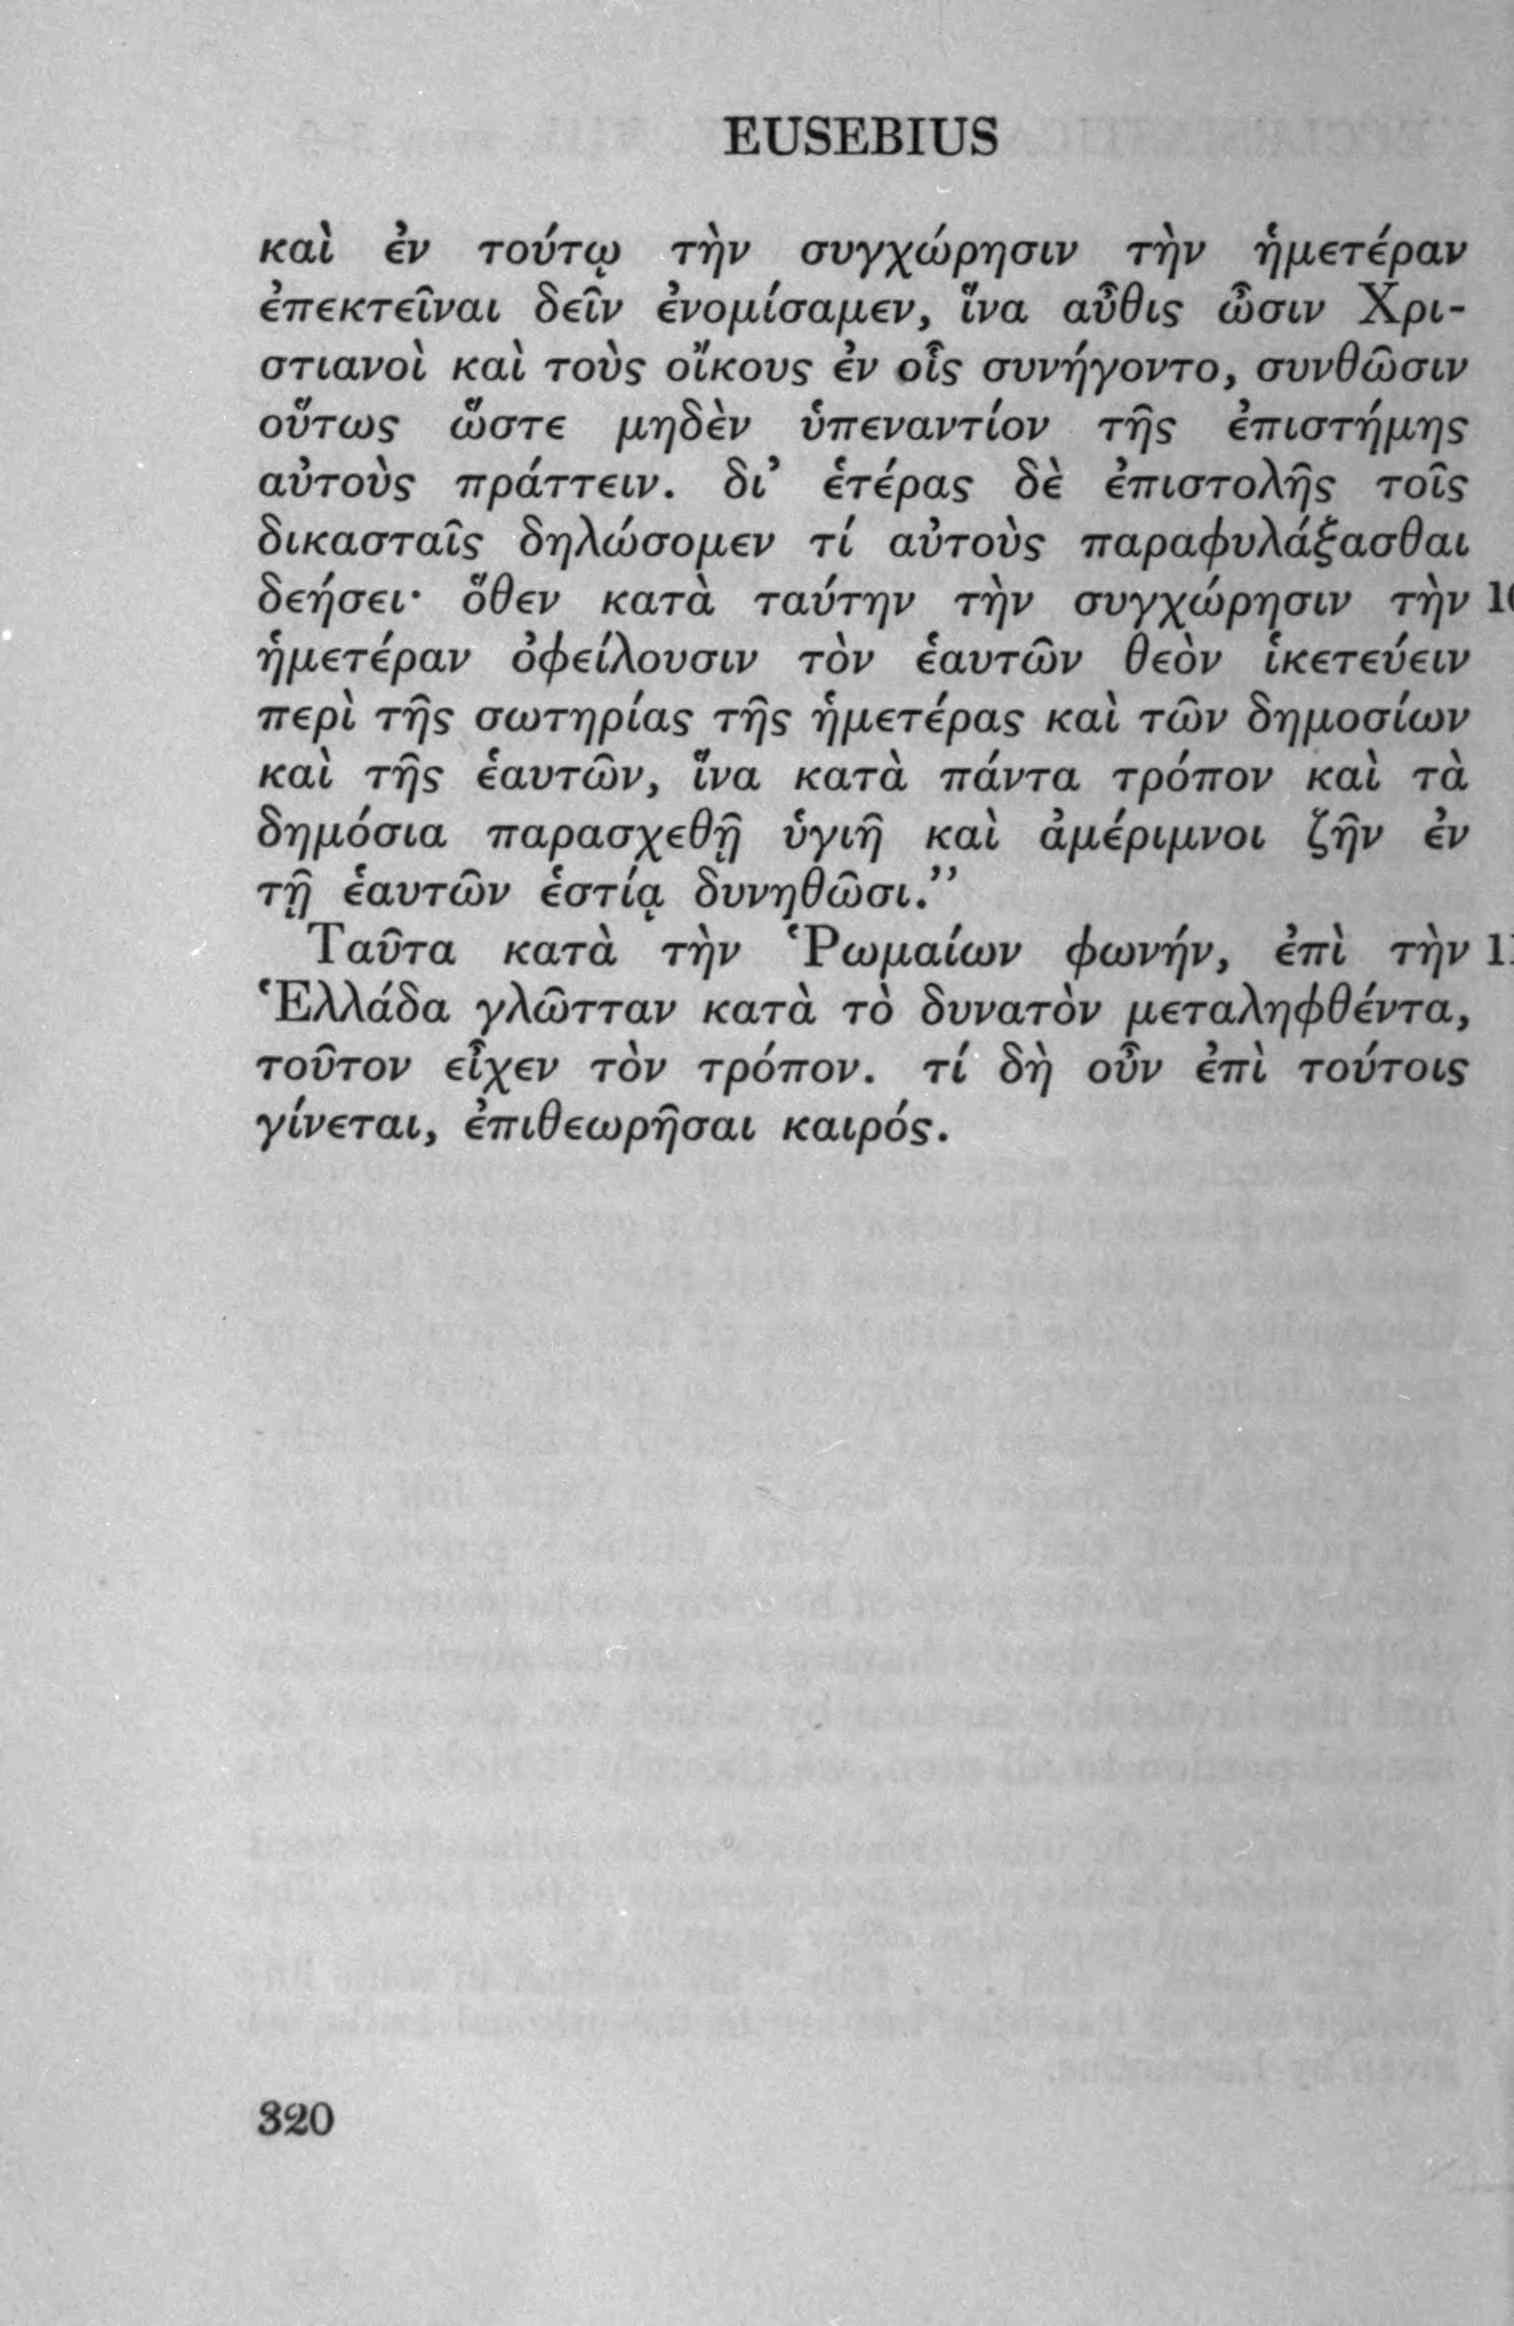 EUSEBIUS
καὶ ἐν τούτῳ τὴν συγχώρησιν τὴν ἡμετέραν
ἐπεκτεῖναι δεῖν ἐνομίσαμεν, ἵνα αὖθις ὦσιν Χρι-
στιανοὶ καὶ τοὺς οἴκους ἐν οἷς συνήγοντο, συνθῶσιν
οὕτως ὥστε μηδὲν ὑπεναντίον τῆς ἐπιστήμης
αὐτοὺς πράττειν. δι’ ἑτέρας δὲ ἐπιστολῆς τοῖς
δικασταῖς δηλώσομεν τί αὐτοὺς παραφυλάξασθαι
δεήσει· ὅθεν κατὰ ταύτην τὴν συγχώρησιν τὴν
ἡμετέραν ὀφείλουσιν τὸν ἑαυτῶν θεὸν ἱκετεύειν
περὶ τῆς σωτηρίας τῆς ἡμετέρας καὶ τῶν δημοσίων
καὶ τῆς ἑαυτῶν, ἵνα κατὰ πάντα τρόπον καὶ τὰ
δημόσια παρασχεθῇ ὑγιῆ καὶ ἀμέριμνοι ζῆν ἐν
τῇ ἑαυτῶν ἑστίᾳ δυνηθῶσι.”
Ταῦτα κατὰ τὴν Ῥωμαίων φωνήν, ἐπὶ τὴν
Ἑλλάδα γλῶτταν κατὰ τὸ δυνατὸν μεταληφθέντα,
τοῦτον εἶχεν τὸν τρόπον. τί δὴ οὖν ἐπὶ τούτοις
γίνεται, ἐπιθεωρῆσαι καιρός.
320